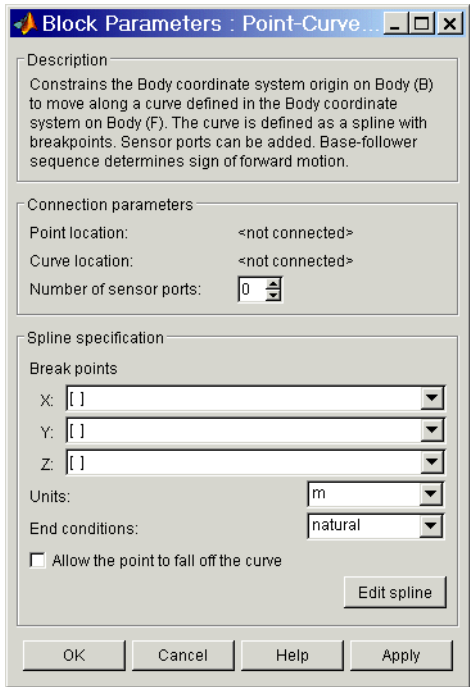 Block Parameters : Point-Curve...
Description
Constrains the Body coordinate system origin on Body (B)
to move along a curve defined in the Body coordinate
system on Body (F). The curve is defined as a spline with
breakpoints. Sensor ports can be added. Base-follower
sequence determines sign of forward motion.
Connection parameters
Point location: <not connected>
Curve location: <not connected>
Number of sensor ports: 0
Spline specification
Break points
X: [ ]
Y: [ ]
Z: [ ]
Units: m
End conditions: natural
Allow the point to fall off the curve
Edit spline
OK Cancel Help Apply